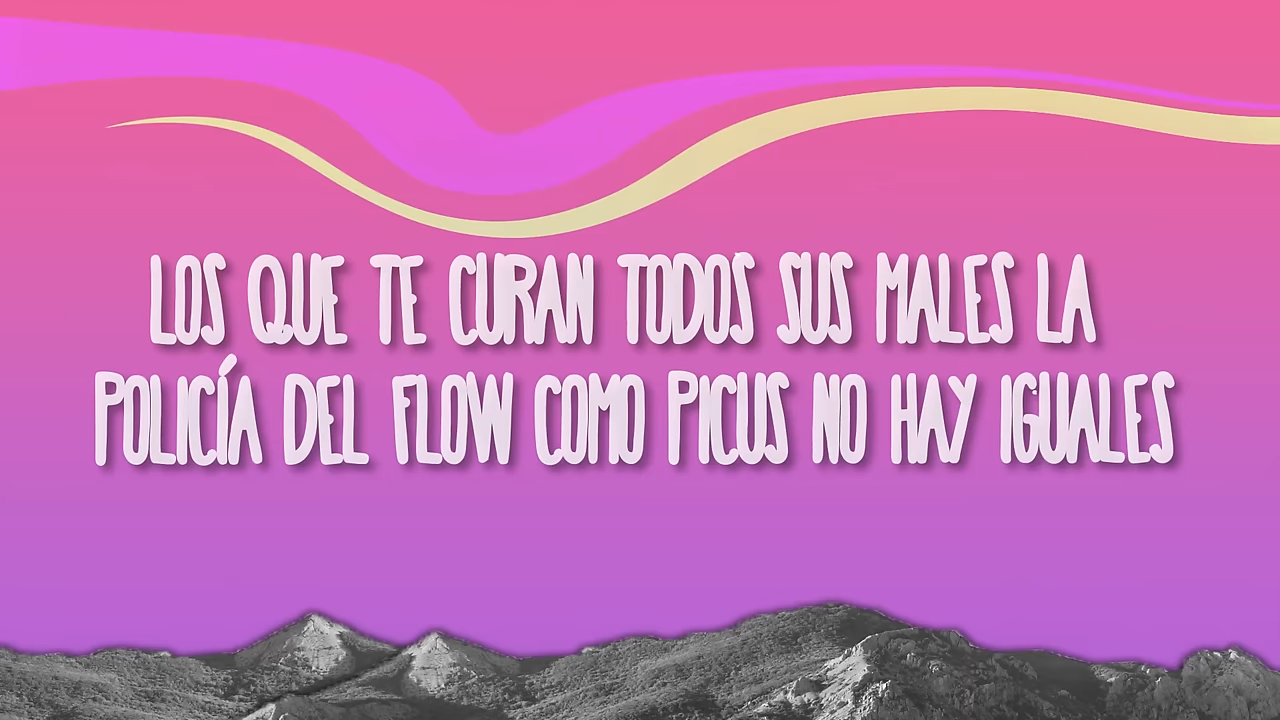 LOS QUE TE CURAN TODOS SUS MALES LA
POLICÍA DEL FLOW COMO PICUS NO HAY IGUALES